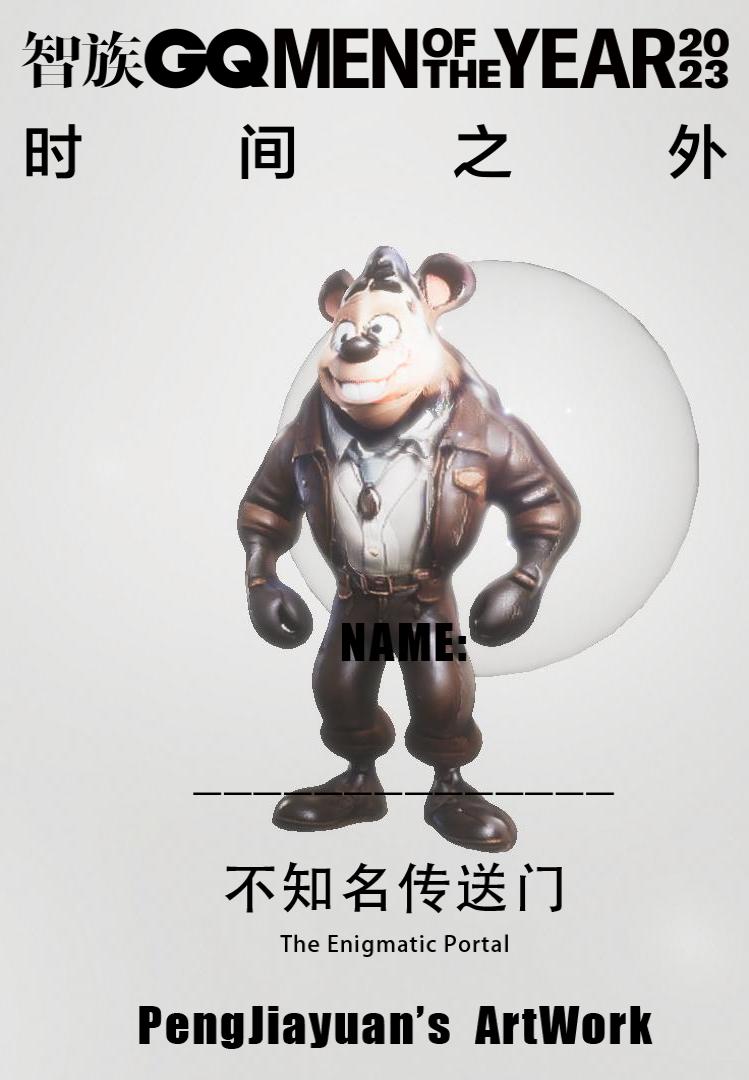 智族GQ MEN OF THE YEAR 2023
时间之外
NAME:
不知名传送门
The Enigmatic Portal
PengJiayuan's ArtWork